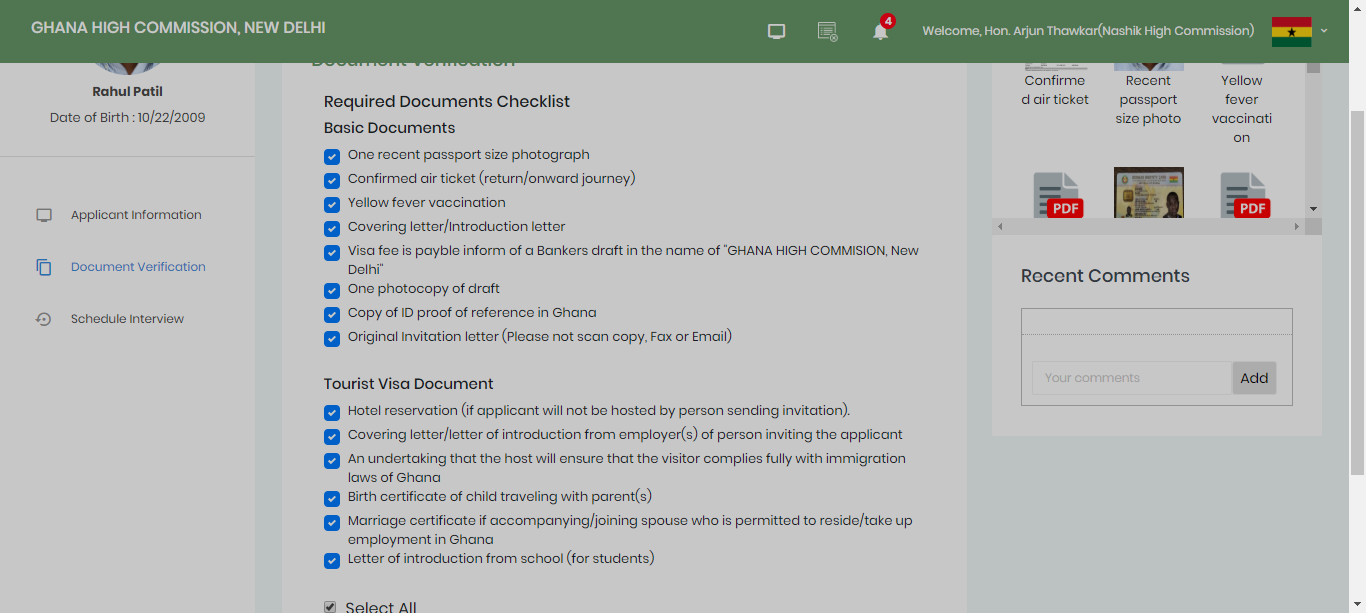 GHANA HIGH COMMISSION, NEW DELHI
4
Welcome, Hon. Arjun Thawkar(Nashik High Commission)
Rahul Patil
Date of Birth : 10/22/2009
Applicant Information
Document Verification
Schedule Interview
Document Verification
Required Documents Checklist
Basic Documents
One recent passport size photograph
Confirmed air ticket (return/onward journey)
Yellow fever vaccination
Covering letter/Introduction letter
Visa fee is payble inform of a Bankers draft in the name of "GHANA HIGH COMMISION, New
Delhi"
One photocopy of draft
Copy of ID proof of reference in Ghana
Original Invitation letter (Please not scan copy, Fax or Email)
Tourist Visa Document
Hotel reservation (if applicant will not be hosted by person sending invitation).
Covering letter/letter of introduction from employer(s) of person inviting the applicant
An undertaking that the host will ensure that the visitor complies fully with immigration
laws of Ghana
Birth certificate of child traveling with parent(s)
Marriage certificate if accompanying/joining spouse who is permitted to reside/take up
employment in Ghana
Letter of introduction from school (for students)
Select All
Confirme
d air ticket
Recent
passport
size photo
Yellow
fever
vaccinati
on
PDF
PDF
Recent Comments
Your comments
Add